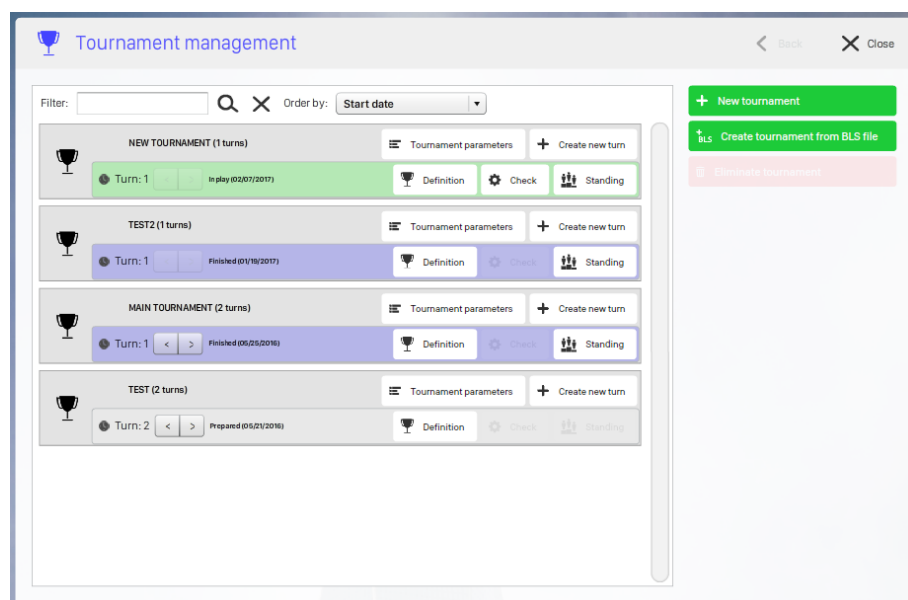 Tournament management
Back
Close
Filter:
Order by: Start date
New tournament
BLS Create tournament from BLS file
Eliminate tournament
NEW TOURNAMENT (1 turns)
Tournament parameters
Create new turn
Turn: 1 < > In play (02/07/2017)
Definition
Check
Standing
TEST2 (1 turns)
Tournament parameters
Create new turn
Turn: 1 < > Finished (01/19/2017)
Definition
Check
Standing
MAIN TOURNAMENT (2 turns)
Tournament parameters
Create new turn
Turn: 1 < > Finished (05/25/2016)
Definition
Check
Standing
TEST (2 turns)
Tournament parameters
Create new turn
Turn: 2 < > Prepared (05/21/2016)
Definition
Check
Standing